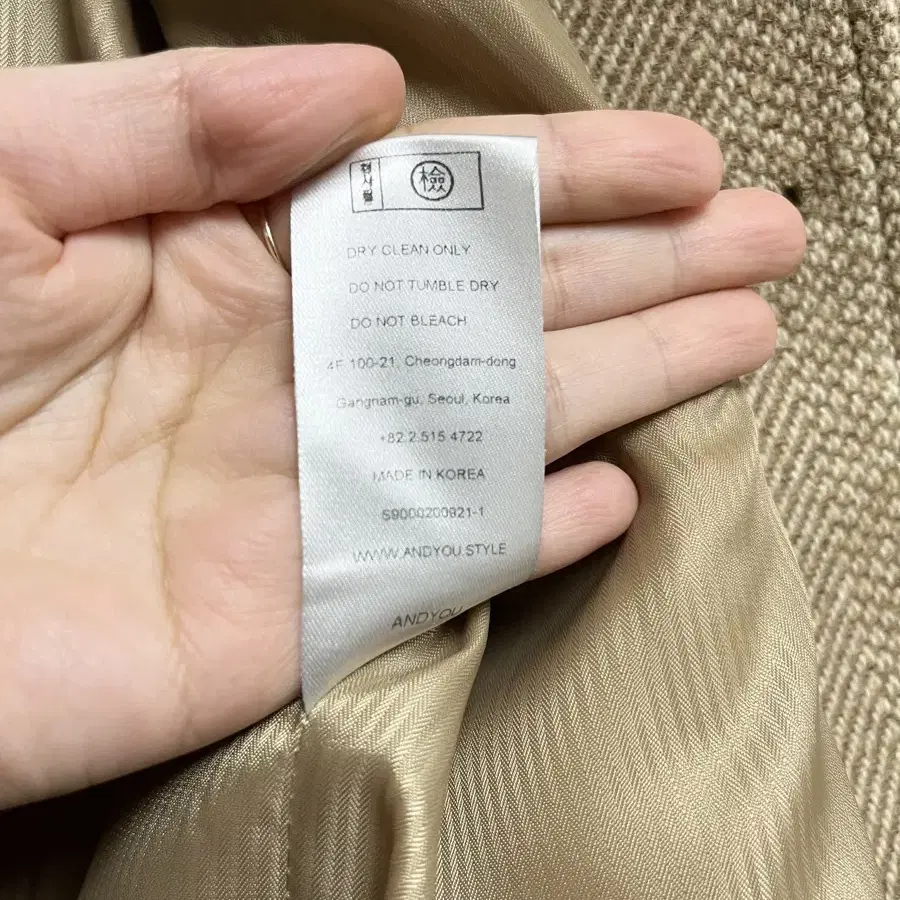 檢
DRY CLEAN ONLY
DO NOT TUMBLE DRY
DO NOT BLEACH
4F 100-21, Cheongdam-dong
Gangnam-gu, Seoul, Korea
+82.2.515 4722
MADE IN KOREA
S9000200921-1
WWW.ANDYOU.STYLE
ANDYOU